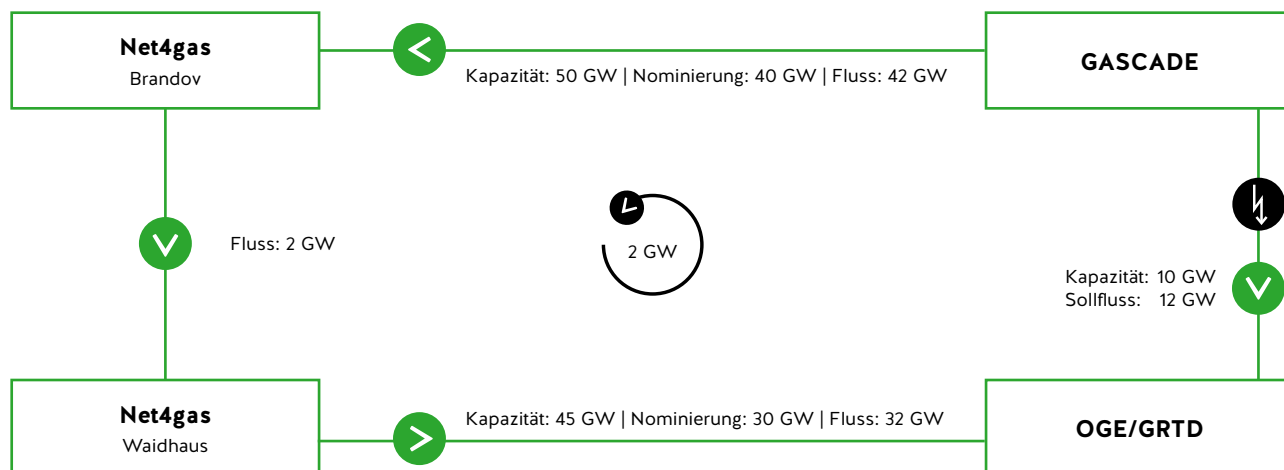 Net4gas
Brandov
GASCADE
Kapazität: 50 GW | Nominierung: 40 GW | Fluss: 42 GW
Fluss: 2 GW
2 GW
Kapazität: 10 GW
Sollfluss: 12 GW
Net4gas
Waidhaus
Kapazität: 45 GW | Nominierung: 30 GW | Fluss: 32 GW
OGE/GRTD